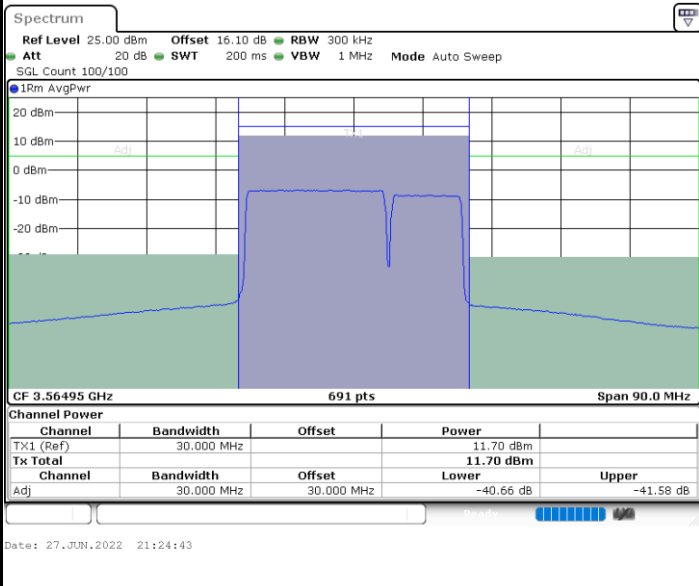 Spectrum
Ref Level 25.00 dBm Offset 16.10 dB RBW 300 kHz
Att 20 dB SWT 200 ms VBW 1 MHz Mode Auto Sweep
SGL Count 100/100
1Rm AvgPwr
20 dBm
TX1
10 dBm
Adj Adj
0 dBm
-10 dBm
-20 dBm
CF 3.56495 GHz 691 pts Span 90.0 MHz
Channel Power
Channel Bandwidth Offset Power
TX1 (Ref) 30.000 MHz 11.70 dBm
Tx Total 11.70 dBm
Channel Bandwidth Offset Lower Upper
Adj 30.000 MHz 30.000 MHz -40.66 dB -41.58 dB
Ready
Date: 27.JUN.2022 21:24:43